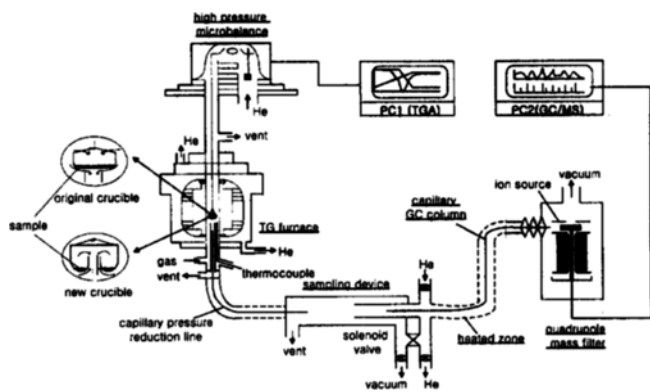 high pressure
microbalance
He
vent
He
PC1 (TGA)
PC2(GC/MS)
original crucible
sample
new crucible
TG furnace
He
gas
vent
thermocouple
capillary pressure
reduction line
sampling device
vent
solenoid
valve
vacuum
He
He
capillary
GC column
heated zone
vacuum
ion source
quadrupole
mass filter